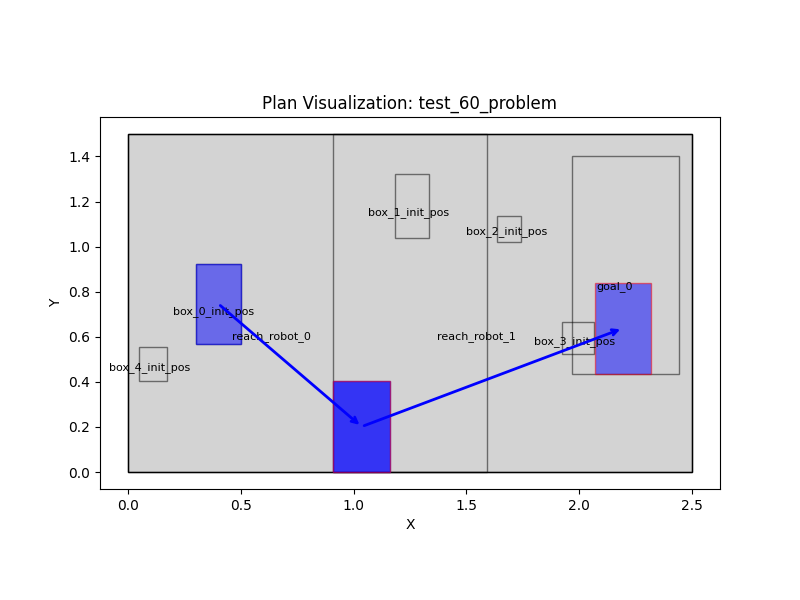 Plan Visualization: test_60_problem
1.4
1.2
1.0
0.8
0.6
0.4
0.2
0.0
Y
box_1_init_pos
box_2_init_pos
goal_0
box_0_init_pos
reach_robot_0
reach_robot_1
box_3_init_pos
box_4_init_pos
0.0
0.5
1.0
1.5
2.0
2.5
X